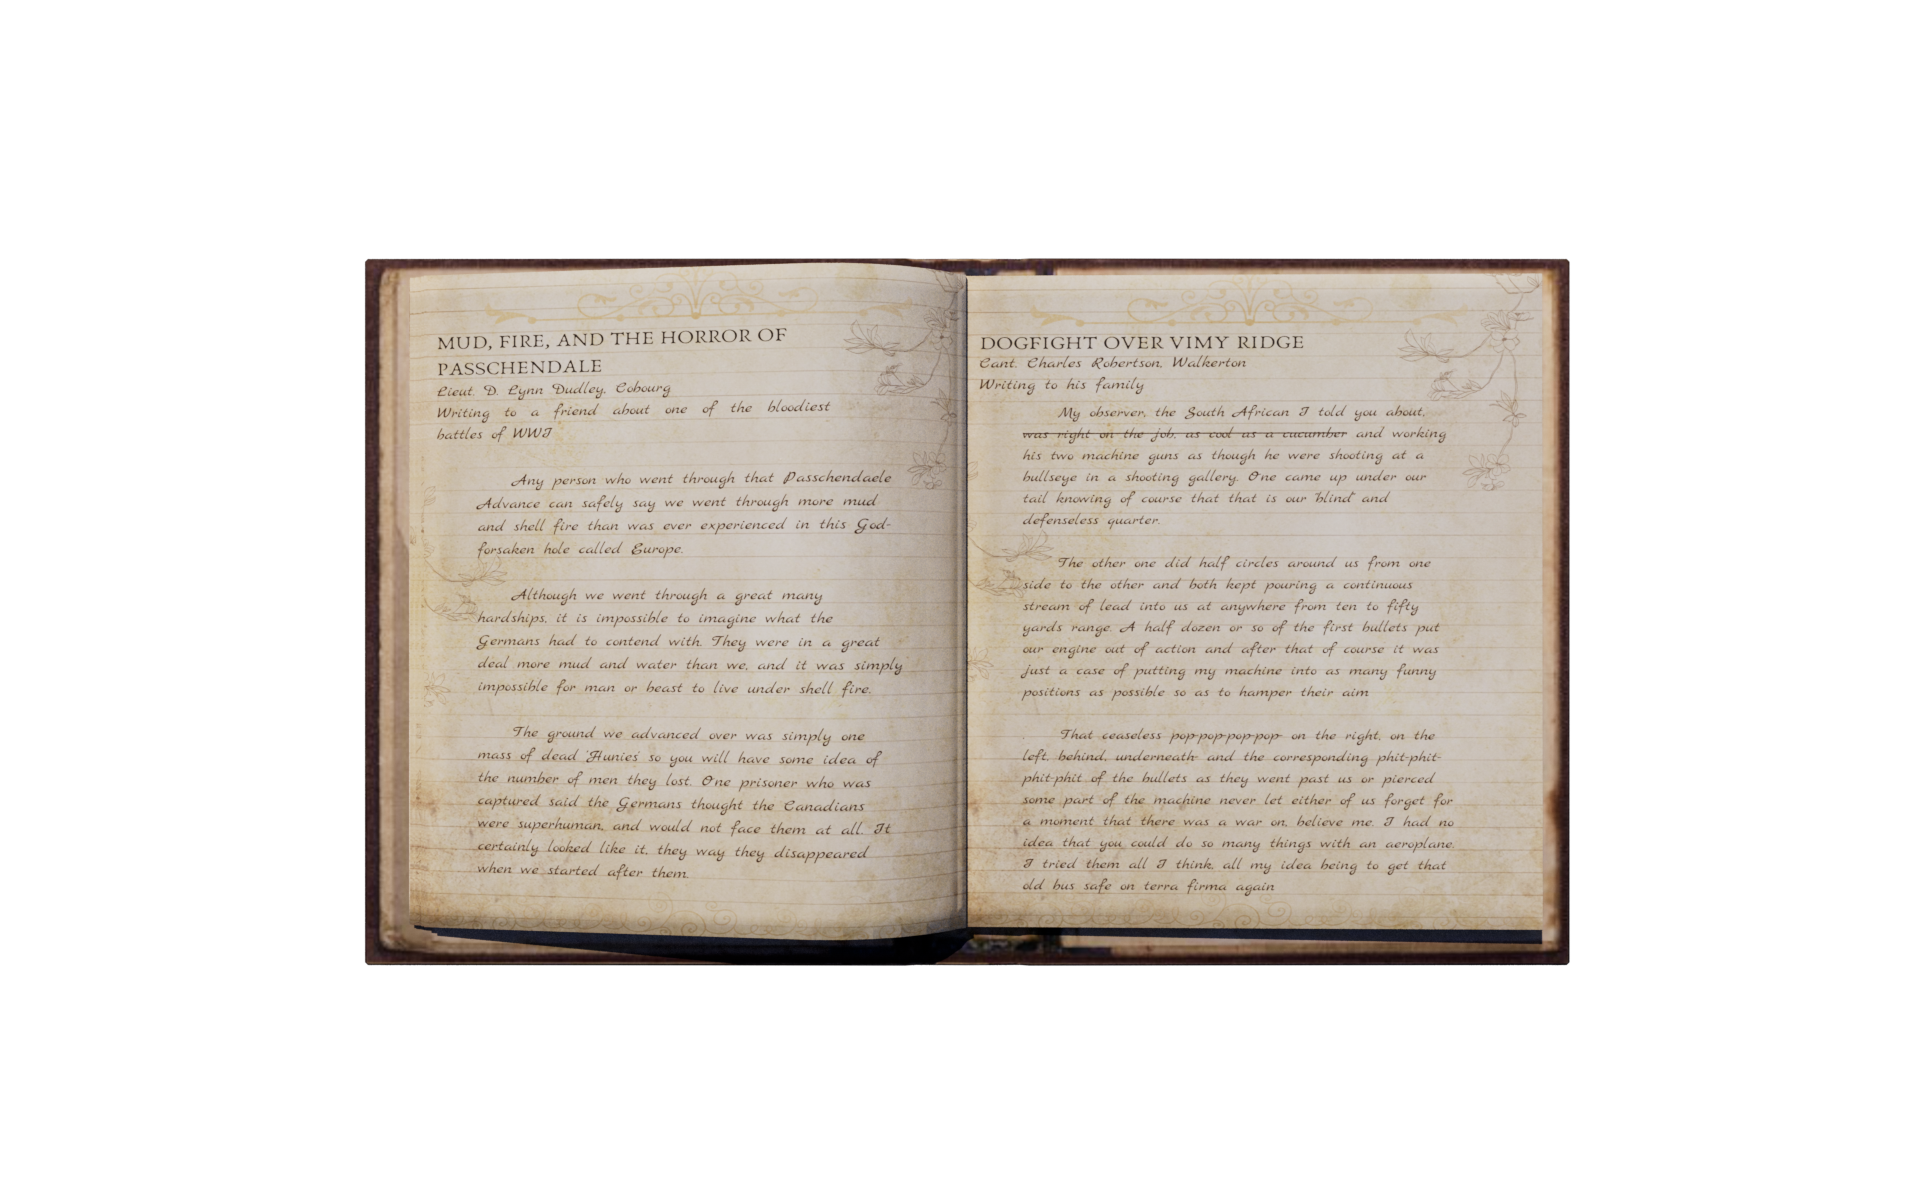 MUD, FIRE, AND THE HORROR OF
PASSCHENDALE
Lieut. D. Lynn Dudley, Cobourg
Writing to a friend about one of the bloodiest
battles of WWI
Any person who went through that Passchendaele
Advance can safely say we went through more mud
and shell fire than was ever experienced in this God-
forsaken hole called Europe.
Although we went through a great many
hardships, it is impossible to imagine what the
Germans had to contend with. They were in a great
deal more mud and water than we, and it was simply
impossible for man or beast to live under shell fire.
The ground we advanced over was simply one
mass of dead 'Hunies' so you will have some idea of
the number of men they lost. One prisoner who was
captured said the Germans thought the Canadians
were superhuman, and would not face them at all. It
certainly looked like it, they way they disappeared
when we started after them.
DOGFIGHT OVER VIMY RIDGE
Cant. Charles Robertson, Walkerton
Writing to his family
My observer, the South African I told you about,
was right on the job, as cool as a cucumber and working
his two machine guns as though he were shooting at a
bullseye in a shooting gallery. One came up under our
tail knowing of course that that is our 'blind' and
defenseless quarter.
The other one did half circles around us from one
side to the other and both kept pouring a continuous
stream of lead into us at anywhere from ten to fifty
yards range. A half dozen or so of the first bullets put
our engine out of action and after that of course it was
just a case of putting my machine into as many funny
positions as possible so as to hamper their aim
That ceaseless pop-pop-pop-pop- on the right, on the
left, behind, underneath- and the corresponding phit-phit-
phit-phit of the bullets as they went past us or pierced
some part of the machine never let either of us forget for
a moment that there was a war on, believe me. I had no
idea that you could do so many things with an aeroplane.
I tried them all I think, all my idea being to get that
old bus safe on terra firma again